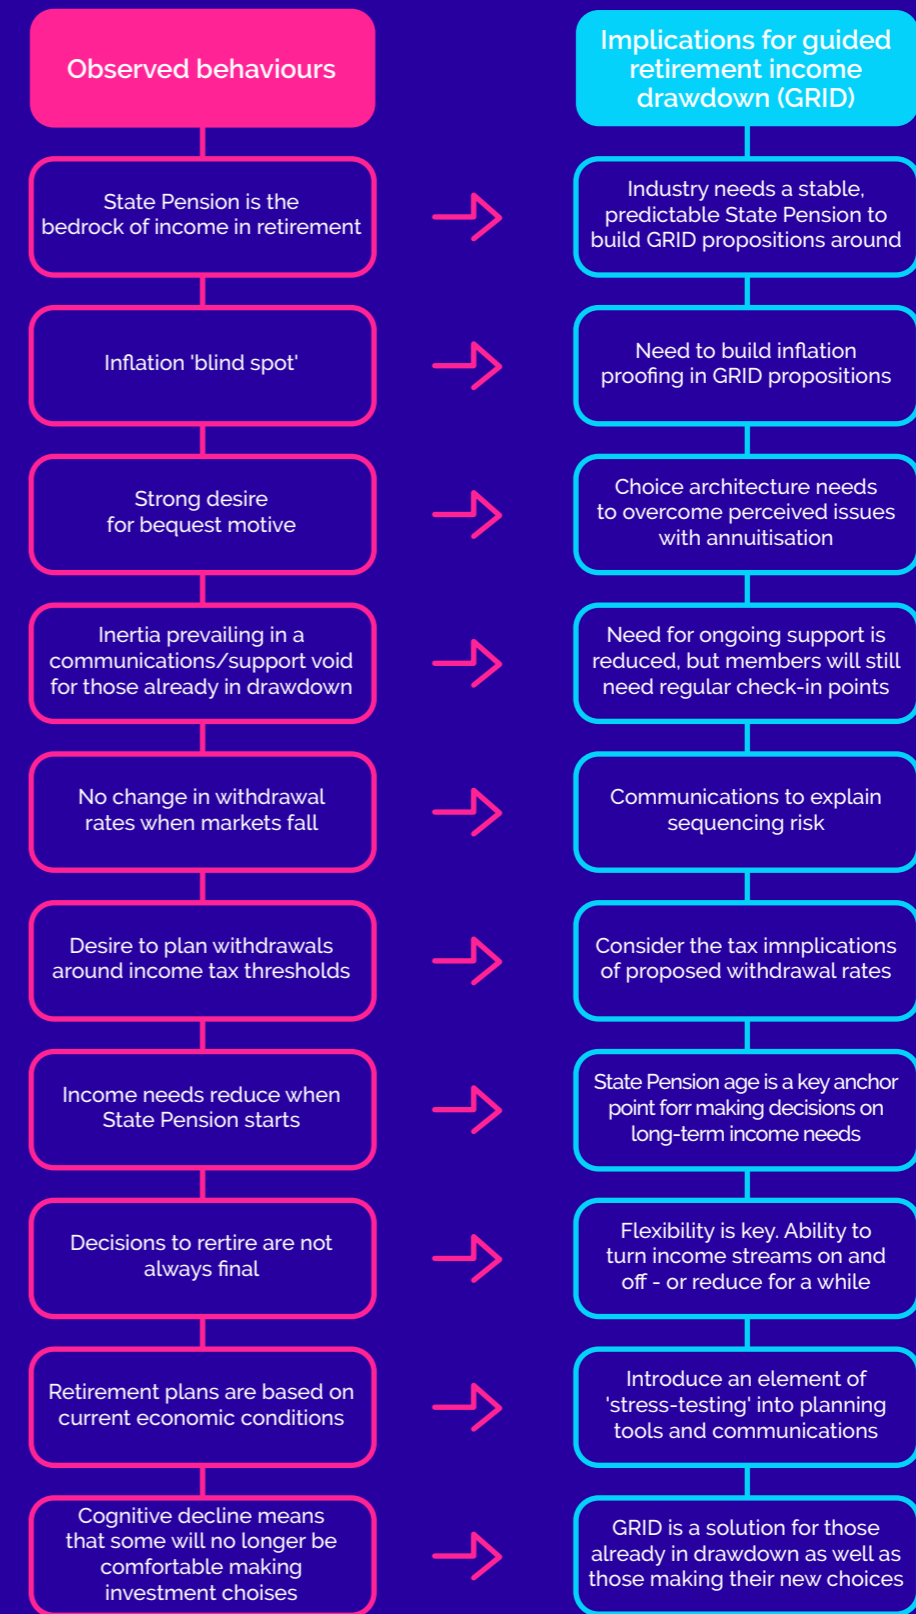 Observed behaviours
Implications for guided
retirement income
drawdown (GRID)
State Pension is the
bedrock of income in retirement
Industry needs a stable,
predictable State Pension to
build GRID propositions around
Inflation 'blind spot'
Need to build inflation
proofing in GRID propositions
Strong desire
for bequest motive
Choice architecture needs
to overcome perceived issues
with annuitisation
Inertia prevailing in a
communications/support void
for those already in drawdown
Need for ongoing support is
reduced, but members will still
need regular check-in points
No change in withdrawal
rates when markets fall
Communications to explain
sequencing risk
Desire to plan withdrawals
around income tax thresholds
Consider the tax imnplications
of proposed withdrawal rates
Income needs reduce when
State Pension starts
State Pension age is a key anchor
point forr making decisions on
long-term income needs
Decisions to rertire are not
always final
Flexibility is key. Ability to
turn income streams on and
off - or reduce for a while
Retirement plans are based on
current economic conditions
Introduce an element of
'stress-testing' into planning
tools and communications
Cognitive decline means
that some will no longer be
comfortable making
investment choises
GRID is a solution for those
already in drawdown as well as
those making their new choices